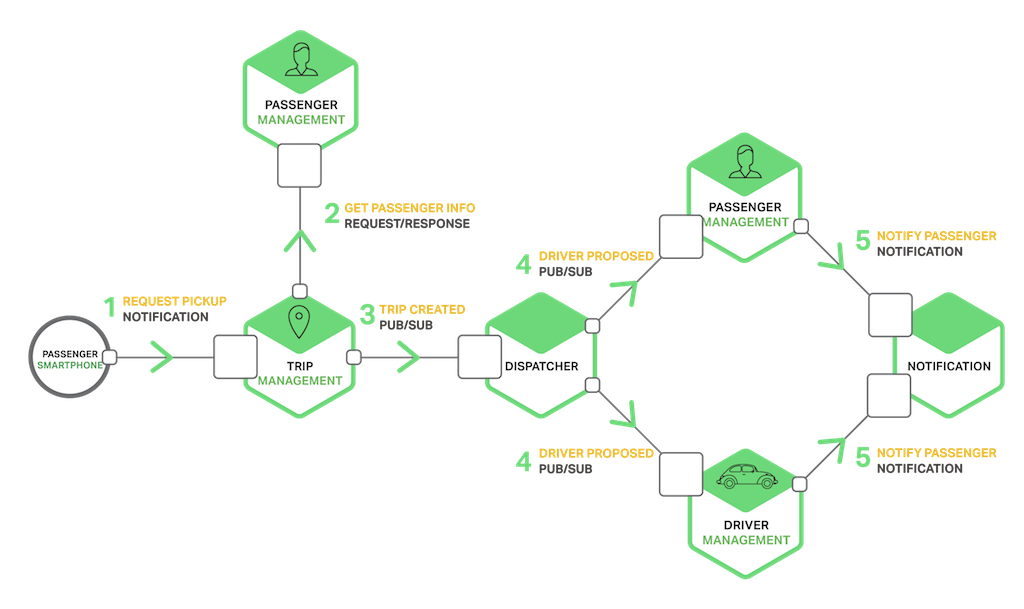 PASSENGER
MANAGEMENT
2 GET PASSENGER INFO
REQUEST/RESPONSE
1 REQUEST PICKUP
NOTIFICATION
PASSENGER
SMARTPHONE
TRIP
MANAGEMENT
3 TRIP CREATED
PUB/SUB
DISPATCHER
4 DRIVER PROPOSED
PUB/SUB
PASSENGER
MANAGEMENT
5 NOTIFY PASSENGER
NOTIFICATION
NOTIFICATION
4 DRIVER PROPOSED
PUB/SUB
DRIVER
MANAGEMENT
5 NOTIFY PASSENGER
NOTIFICATION